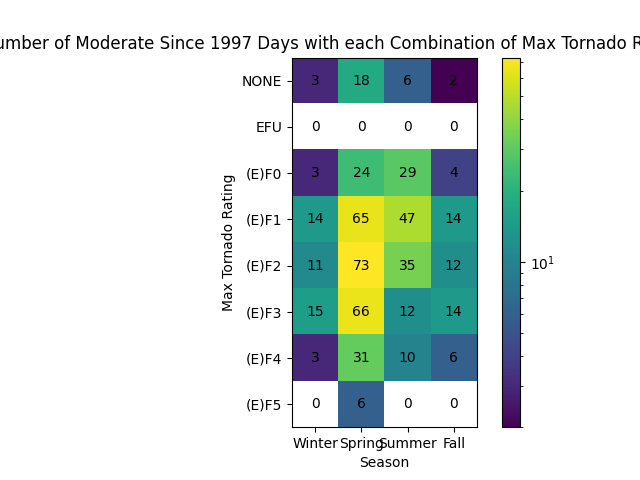 umber of Moderate Since 1997 Days with each Combination of Max Tornado R
NONE 3 18 6 2
EFU 0 0 0 0
(E)F0 3 24 29 4
(E)F1 14 65 47 14
(E)F2 11 73 35 12
(E)F3 15 66 12 14
(E)F4 3 31 10 6
(E)F5 0 6 0 0
Winter Spring Summer Fall
Season
Max Tornado Rating
10¹